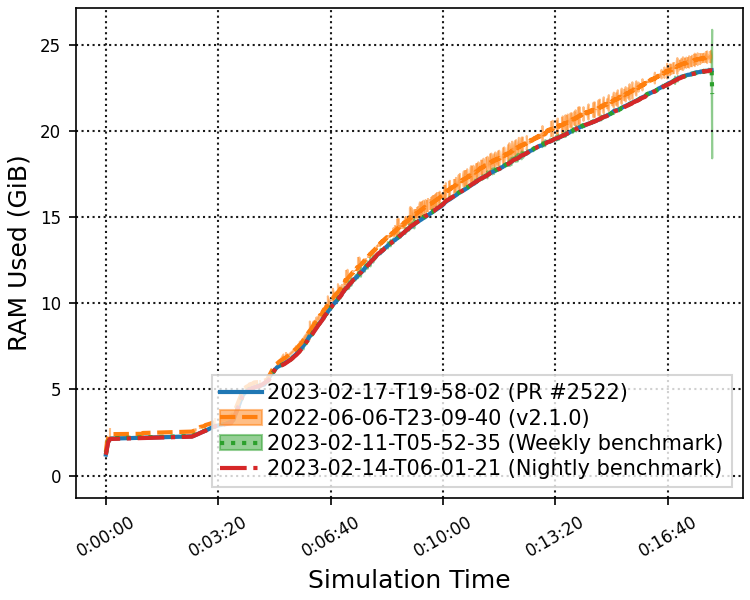 25
20
15
10
5
0
RAM Used (GiB)
2023-02-17-T19-58-02 (PR #2522)
2022-06-06-T23-09-40 (v2.1.0)
2023-02-11-T05-52-35 (Weekly benchmark)
2023-02-14-T06-01-21 (Nightly benchmark)
0:00:00
0:03:20
0:06:40
0:10:00
0:13:20
0:16:40
Simulation Time